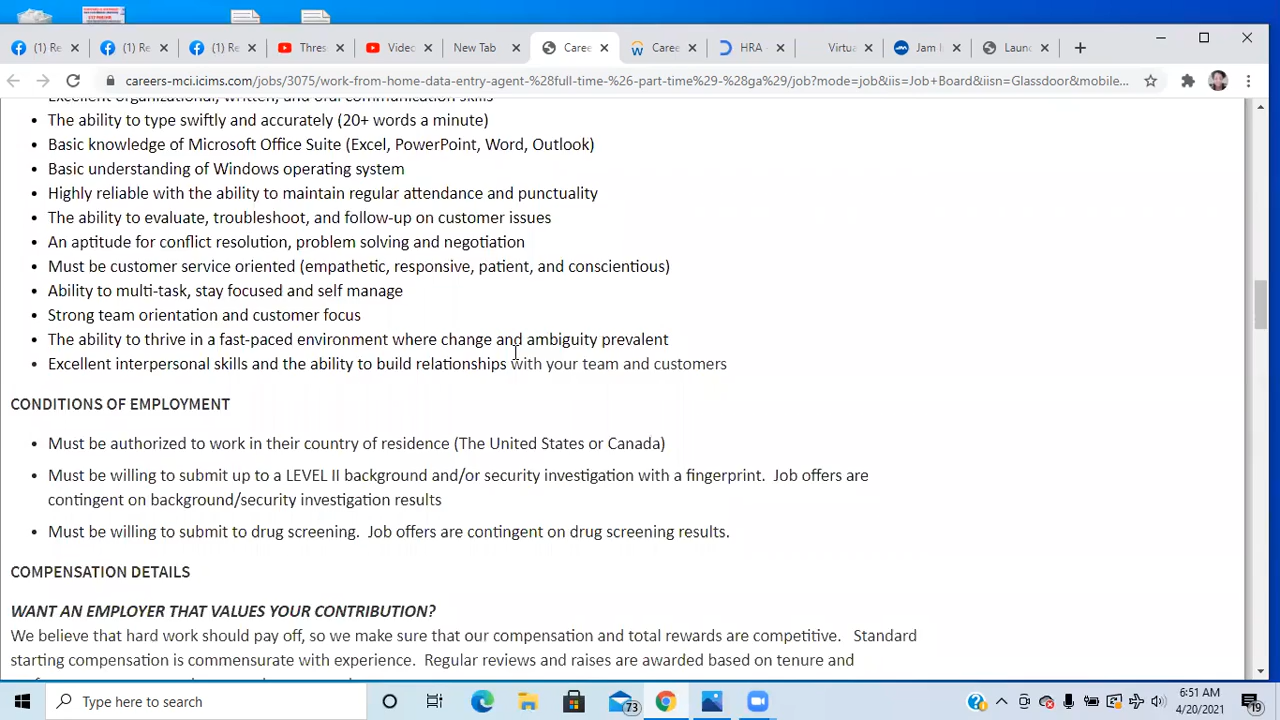 (1) Re
(1) Re
(1) Re
Thres
Video
New Tab
Caree
Caree
HRA -
Virtua
Jam I
Launc
careers-mci.icims.com/jobs/3075/work-from-home-data-entry-agent-%28full-time-%26-part-time%29-%28ga%29/job?mode=job&iis=Job+Board&iisn=Glassdoor&mobile...
Excellent organizational, written, and oral communication skills
• The ability to type swiftly and accurately (20+ words a minute)
• Basic knowledge of Microsoft Office Suite (Excel, PowerPoint, Word, Outlook)
• Basic understanding of Windows operating system
• Highly reliable with the ability to maintain regular attendance and punctuality
• The ability to evaluate, troubleshoot, and follow-up on customer issues
• An aptitude for conflict resolution, problem solving and negotiation
• Must be customer service oriented (empathetic, responsive, patient, and conscientious)
• Ability to multi-task, stay focused and self manage
• Strong team orientation and customer focus
• The ability to thrive in a fast-paced environment where change and ambiguity prevalent
• Excellent interpersonal skills and the ability to build relationships with your team and customers
CONDITIONS OF EMPLOYMENT
• Must be authorized to work in their country of residence (The United States or Canada)
• Must be willing to submit up to a LEVEL II background and/or security investigation with a fingerprint.  Job offers are
contingent on background/security investigation results
• Must be willing to submit to drug screening.  Job offers are contingent on drug screening results.
COMPENSATION DETAILS
WANT AN EMPLOYER THAT VALUES YOUR CONTRIBUTION?
We believe that hard work should pay off, so we make sure that our compensation and total rewards are competitive.   Standard
starting compensation is commensurate with experience.  Regular reviews and raises are awarded based on tenure and
Type here to search
73
6:51 AM
4/20/2021
19